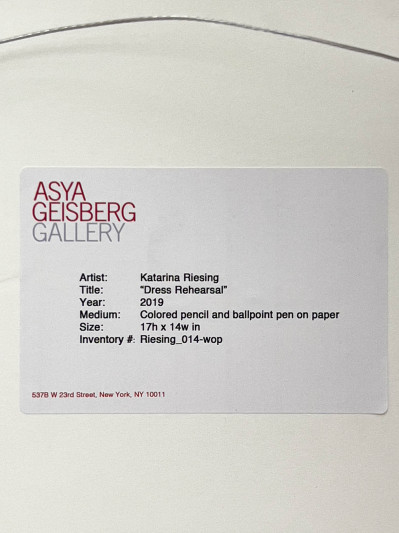 ASYA
GEISBERG
GALLERY
Artist: Katarina Riesing
Title: “Dress Rehearsal”
Year: 2019
Medium: Colored pencil and ballpoint pen on paper
Size: 17h x 14w in
Inventory #: Riesing_014-wop
537B W 23rd Street, New York, NY 10011